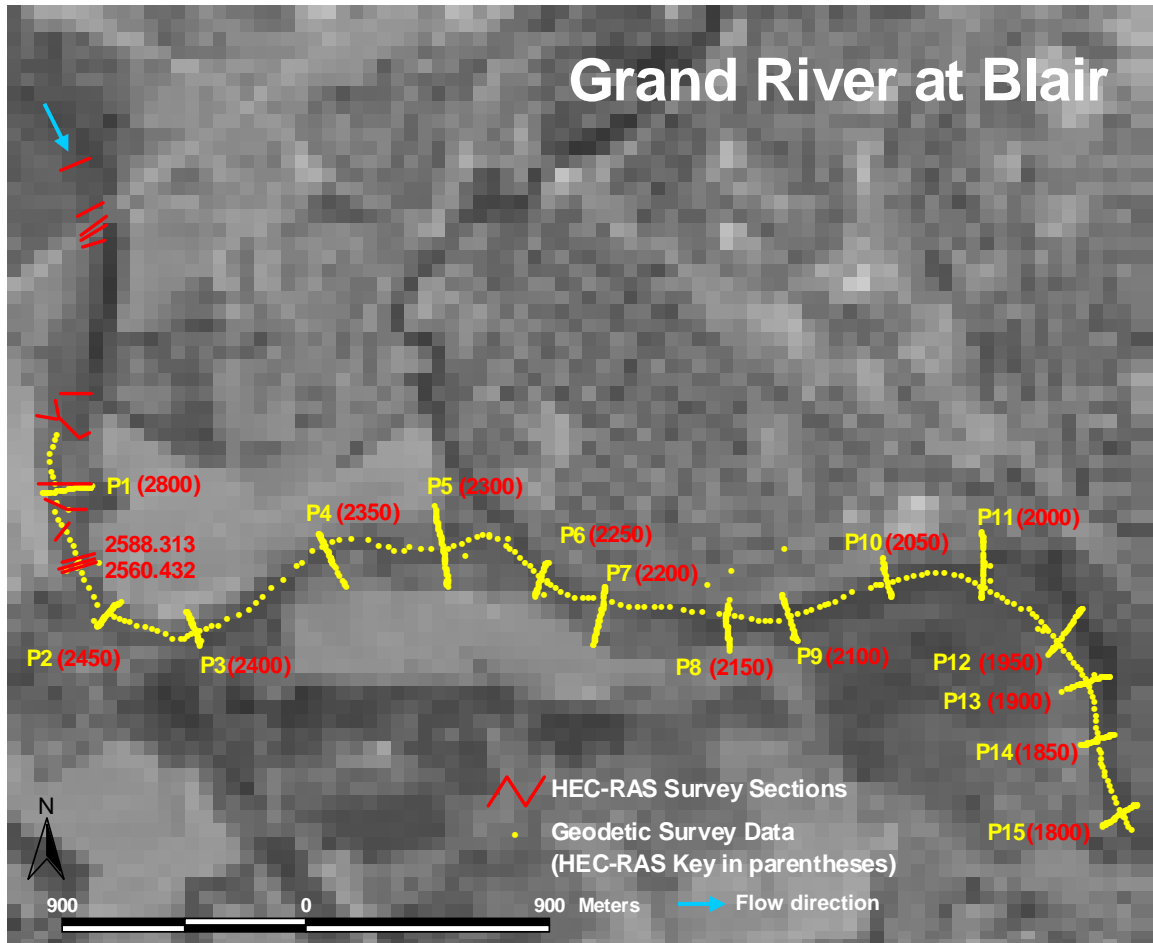 Grand River at Blair
P1 (2800)
P5 (2300)
P4 (2350)
P11 (2000)
2588.313
2560.432
P6 (2250)
P10 (2050)
P7 (2200)
P2 (2450)
P3 (2400)
P8 (2150)
P9 (2100)
P12 (1950)
P13 (1900)
P14 (1850)
P15 (1800)
HEC-RAS Survey Sections
Geodetic Survey Data
(HEC-RAS Key in parentheses)
N
900 0 900 Meters
Flow direction